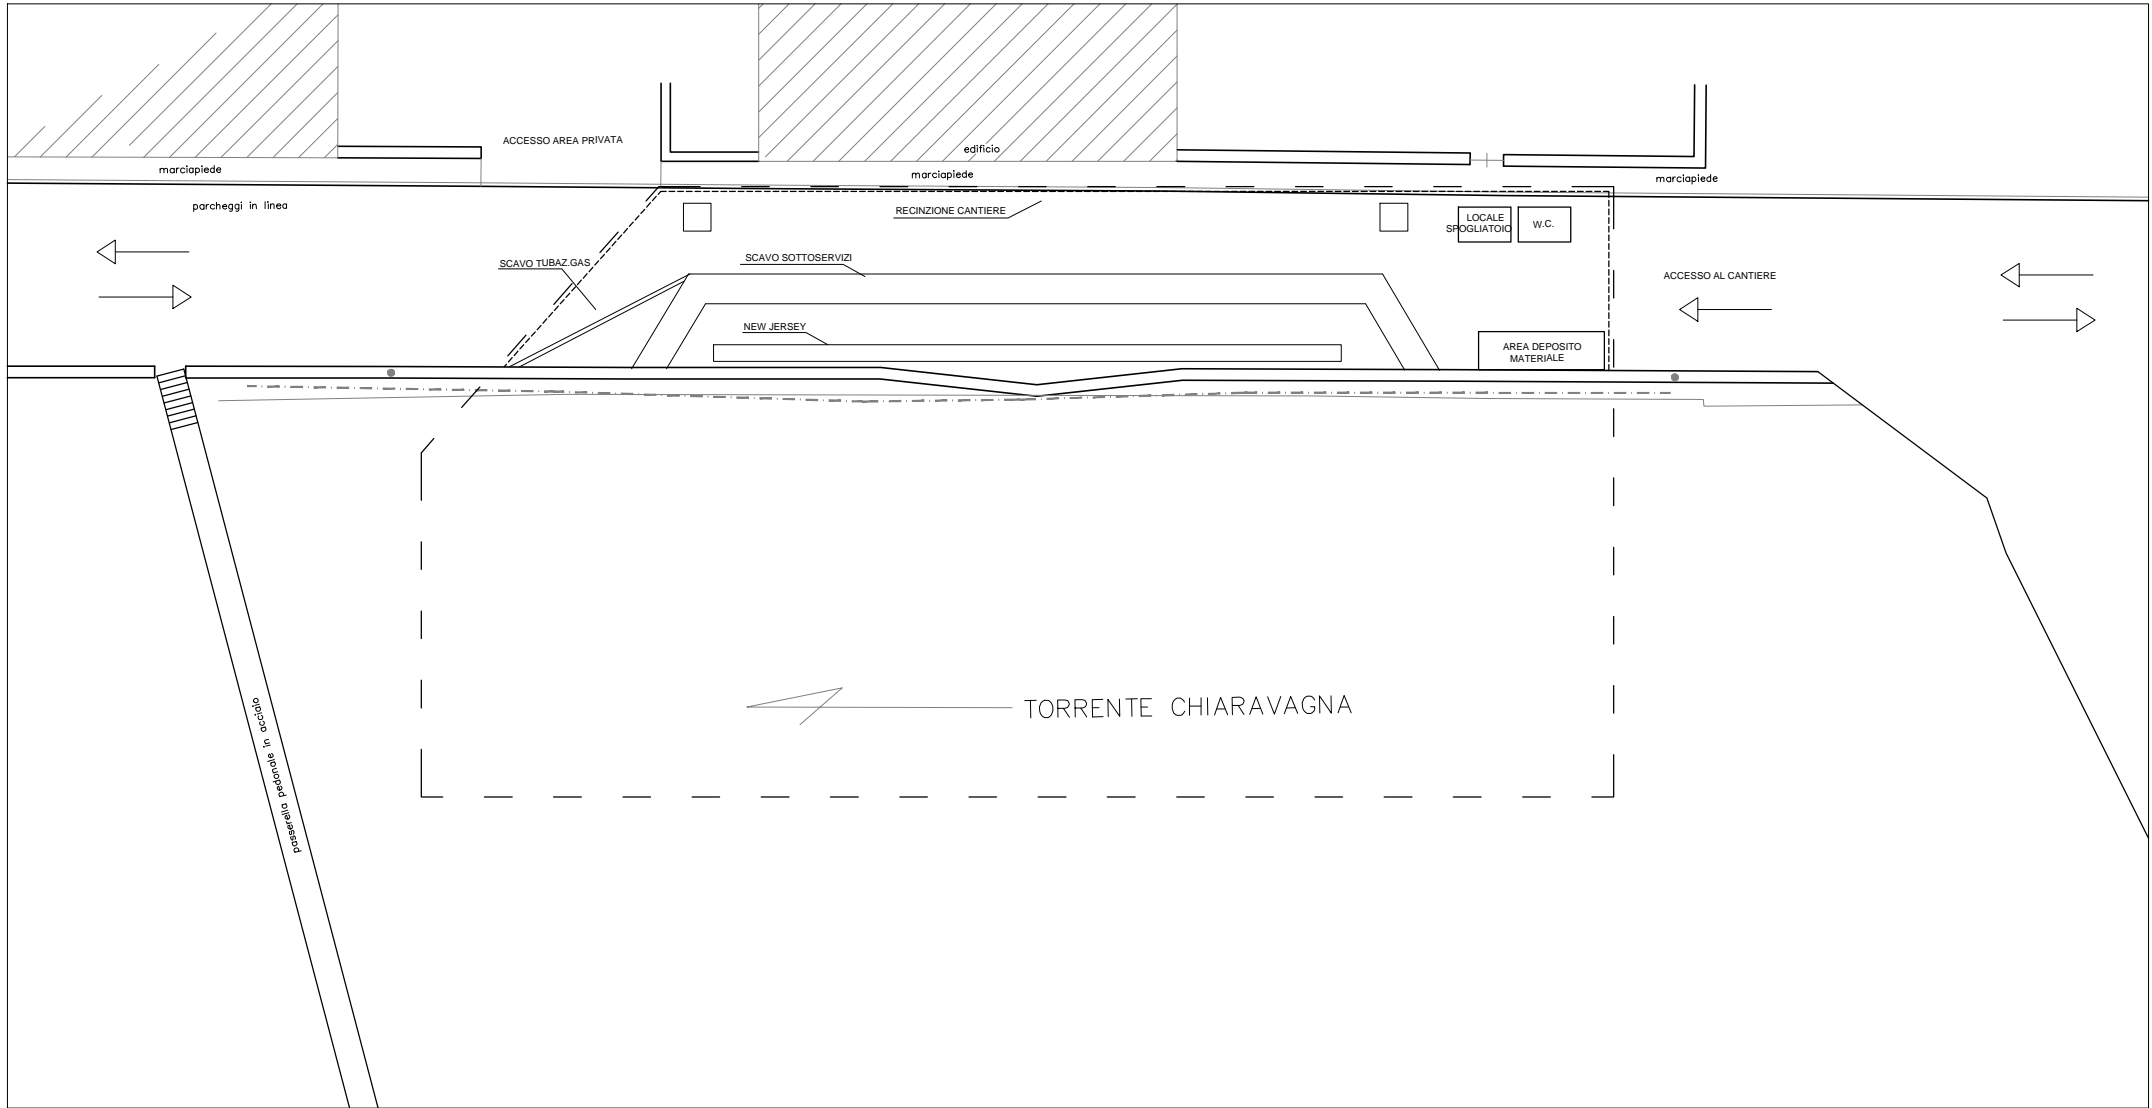 ACCESSO AREA PRIVATA
edificio
marciapiede
marciapiede
marciapiede
parcheggi in linea
RECINZIONE CANTIERE
LOCALE
SPOGLIATOIO
W.C.
SCAVO TUBAZ.GAS
SCAVO SOTTOSERVIZI
ACCESSO AL CANTIERE
NEW JERSEY
AREA DEPOSITO
MATERIALE
TORRENTE CHIARAVAGNA
passerella pedonale in acciaio